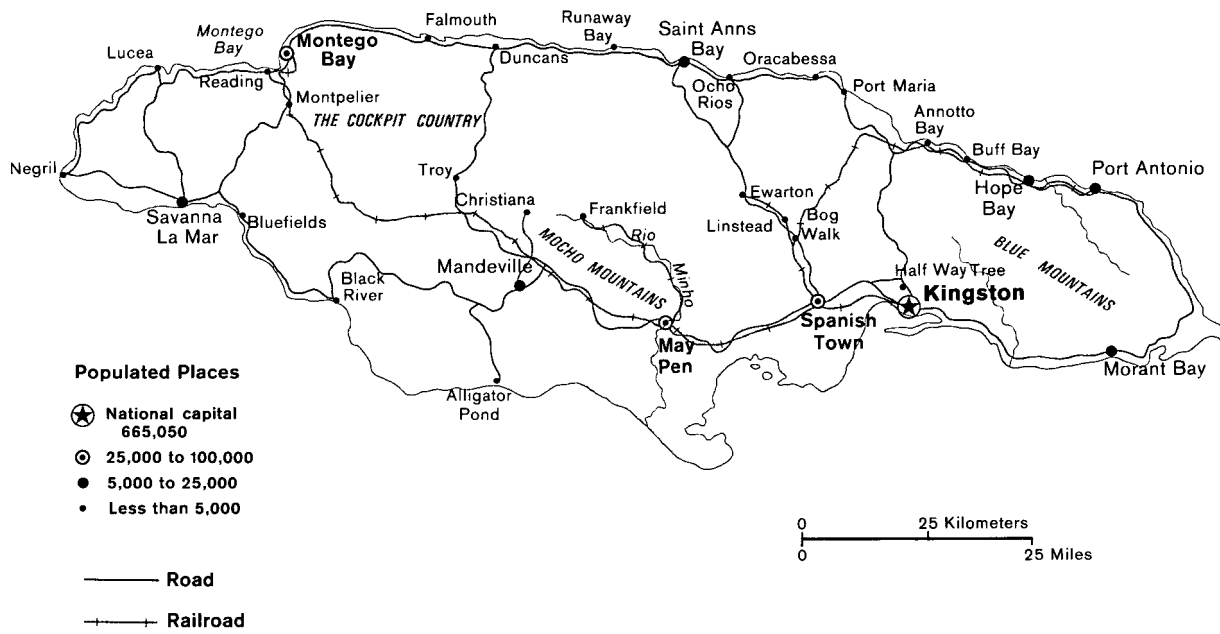 Falmouth
Runaway
Bay
Saint Anns
Bay
Montego
Bay
Lucea
Montego
Bay
Reading
Duncans
Ocho
Rios
Oracabessa
Port Maria
Montpelier
THE COCKPIT COUNTRY
Annotto
Bay
Buff Bay
Port Antonio
Hope
Bay
Negril
Troy
Christiana
Savanna
La Mar
Bluefields
Frankfield
Rio
Minho
Ewarton
Linstead
Bog
Walk
BLUE MOUNTAINS
MOCHO MOUNTAINS
Mandeville
Black
River
Half Way Tree
Kingston
Spanish
Town
May
Pen
Morant Bay
Alligator
Pond
Populated Places
National capital
665,050
25,000 to 100,000
5,000 to 25,000
Less than 5,000
0 25 Kilometers
0 25 Miles
Road
Railroad